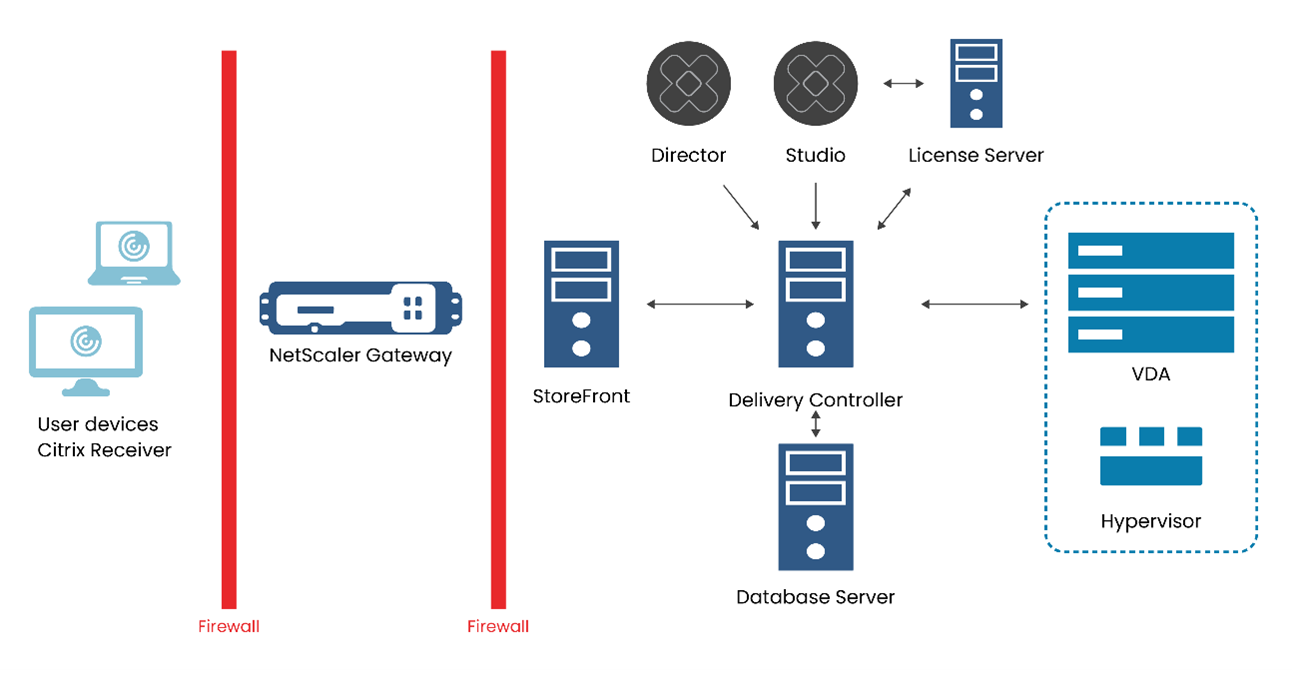 Director
Studio
License Server
NetScaler Gateway
StoreFront
Delivery Controller
VDA
User devices
Citrix Receiver
Hypervisor
Database Server
Firewall
Firewall